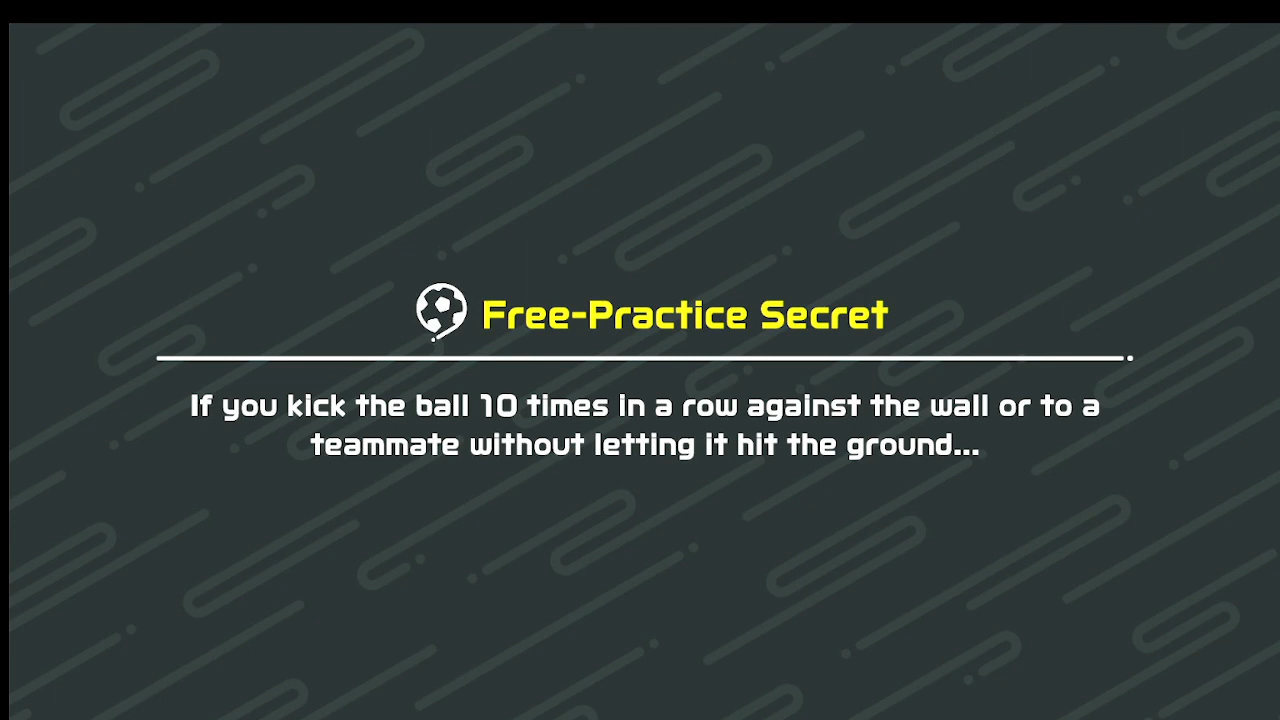 Free-Practice Secret
If you kick the ball 10 times in a row against the wall or to a
teammate without letting it hit the ground...